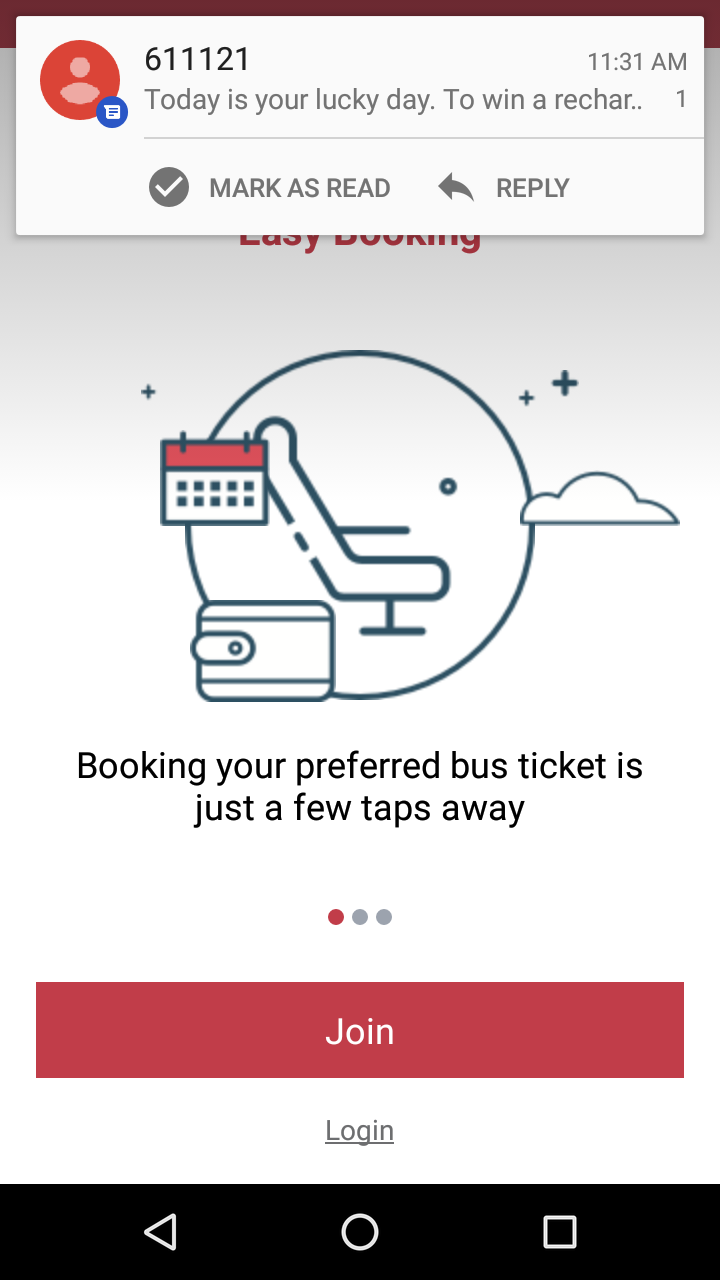 611121
11:31 AM
Today is your lucky day. To win a rechar..
1
MARK AS READ
REPLY
Easy Booking
Booking your preferred bus ticket is
just a few taps away
Join
Login